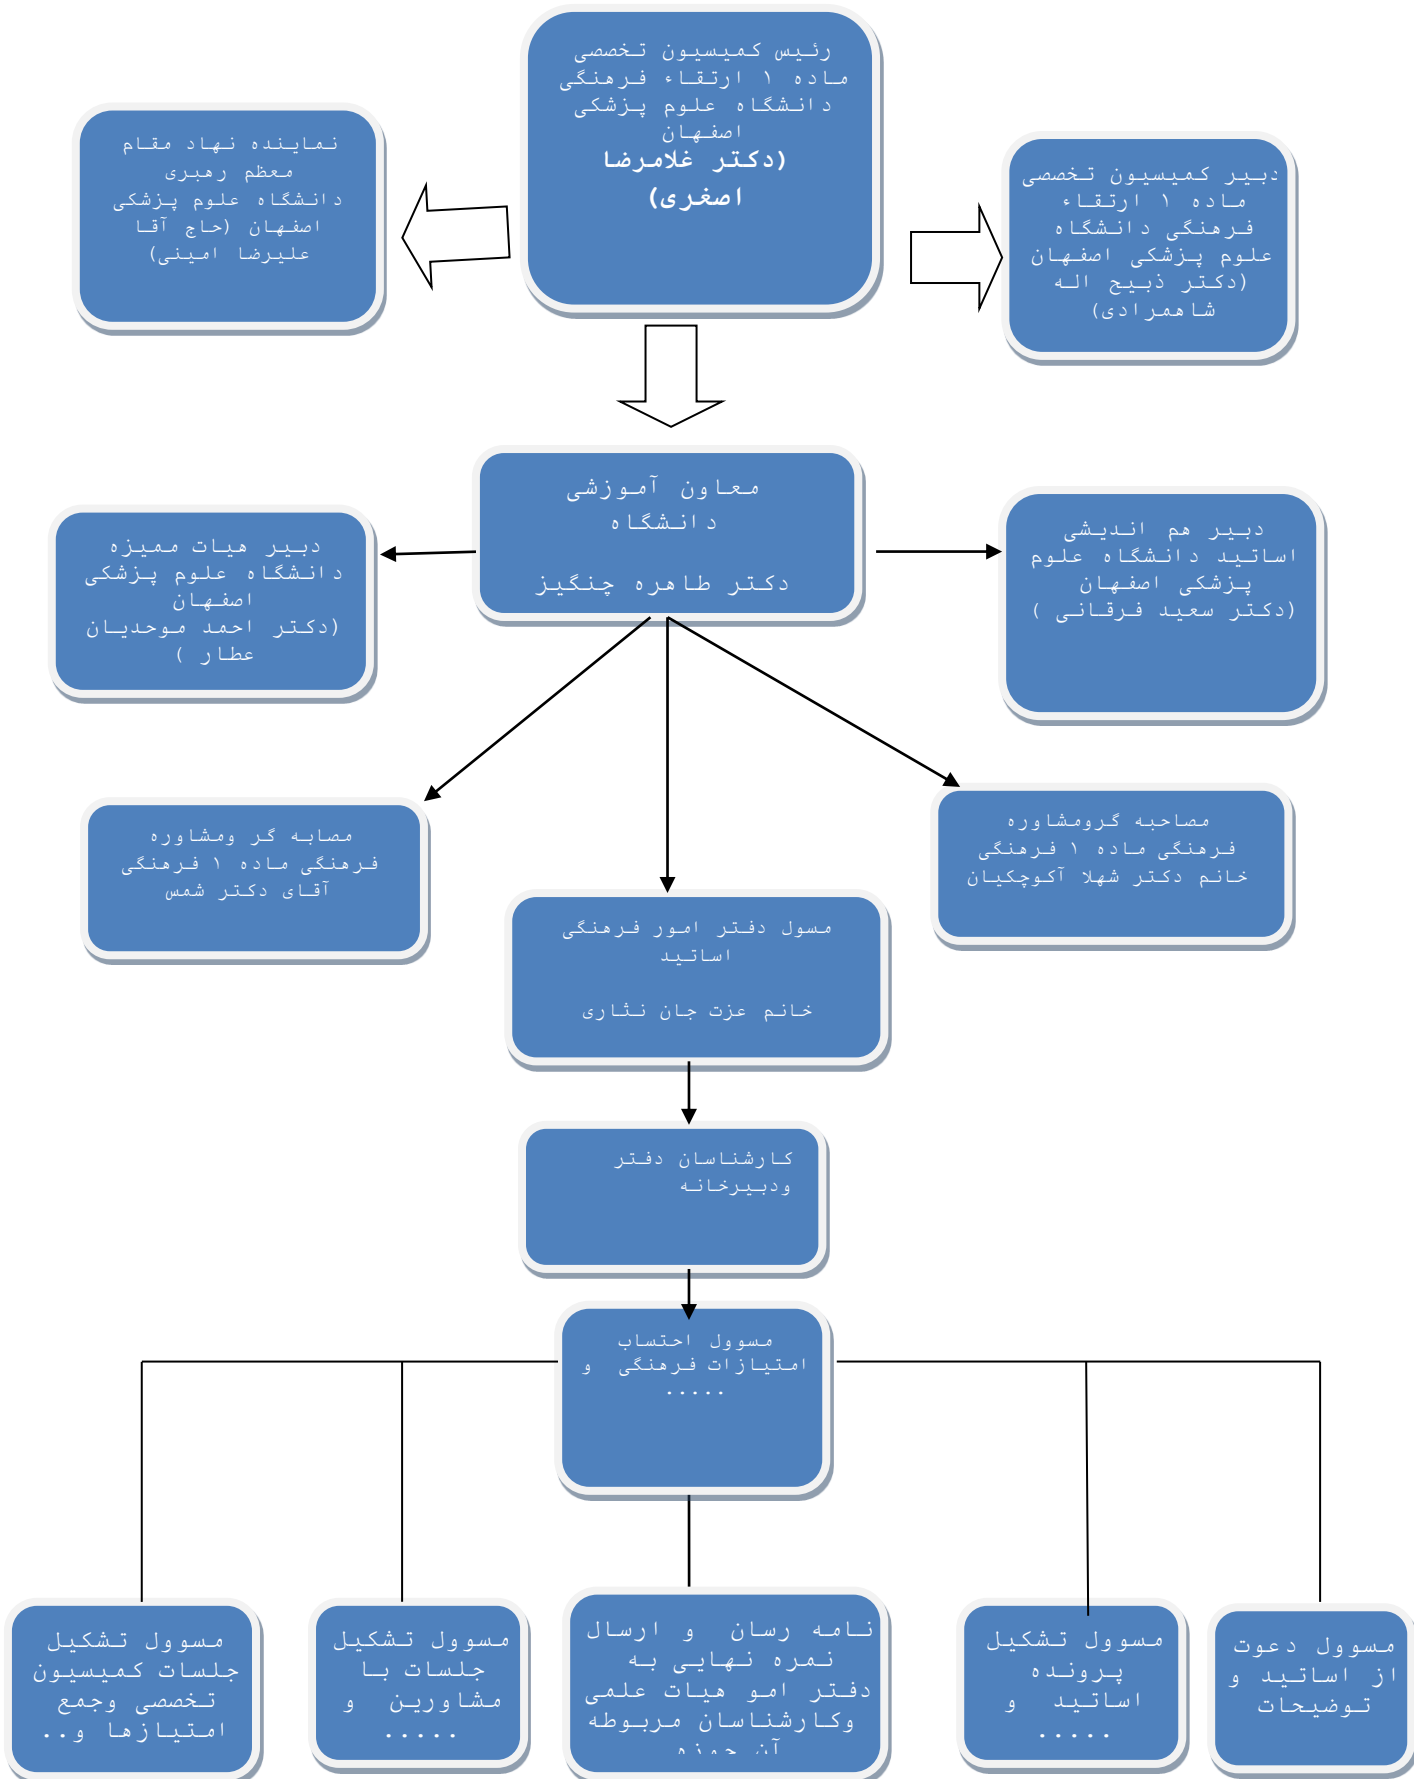 رئیس کمیسیون تخصصی
ماده ۱ ارتقاء فرهنگی
دانشگاه علوم پزشکی
اصفهان
(دکتر غلامرضا
اصغری)
دبیر کمیسیون تخصصی
ماده ۱ ارتقاء
فرهنگی دانشگاه
علوم پزشکی اصفهان
(دکتر ذبیح اله
شاهمرادی)
نماینده نهاد مقام
معظم رهبری
دانشگاه علوم پزشکی
اصفهان (حاج آقا
علیرضا امینی)
معاون آموزشی
دانشگاه
دکتر طاهره چنگیز
دبیر هم اندیشی
اساتید دانشگاه علوم
پزشکی اصفهان
(دکتر سعید فرقانی )
دبیر هیات ممیزه
دانشگاه علوم پزشکی
اصفهان
(دکتر احمد موحدیان
عطار )
مصاحبه گرومشاوره
فرهنگی ماده ۱ فرهنگی
خانم دکتر شهلا آکوچکیان
مصابه گر ومشاوره
فرهنگی ماده ۱ فرهنگی
آقای دکتر شمس
مسول دفتر امور فرهنگی
اساتید
خانم عزت جان نثاری
کارشناسان دفتر
ودبیرخانه
مسوول احتساب
امتیازات فرهنگی و
.....
مسوول دعوت
از اساتید و
توضیحات
مسوول تشکیل
پرونده
اساتید و
.....
نامه رسان و ارسال
نمره نهایی به
دفتر امو هیات علمی
وکارشناسان مربوطه
آن حوزه
مسوول تشکیل
جلسات با
مشاورین و
.....
مسوول تشکیل
جلسات کمیسیون
تخصصی وجمع
امتیازها و..